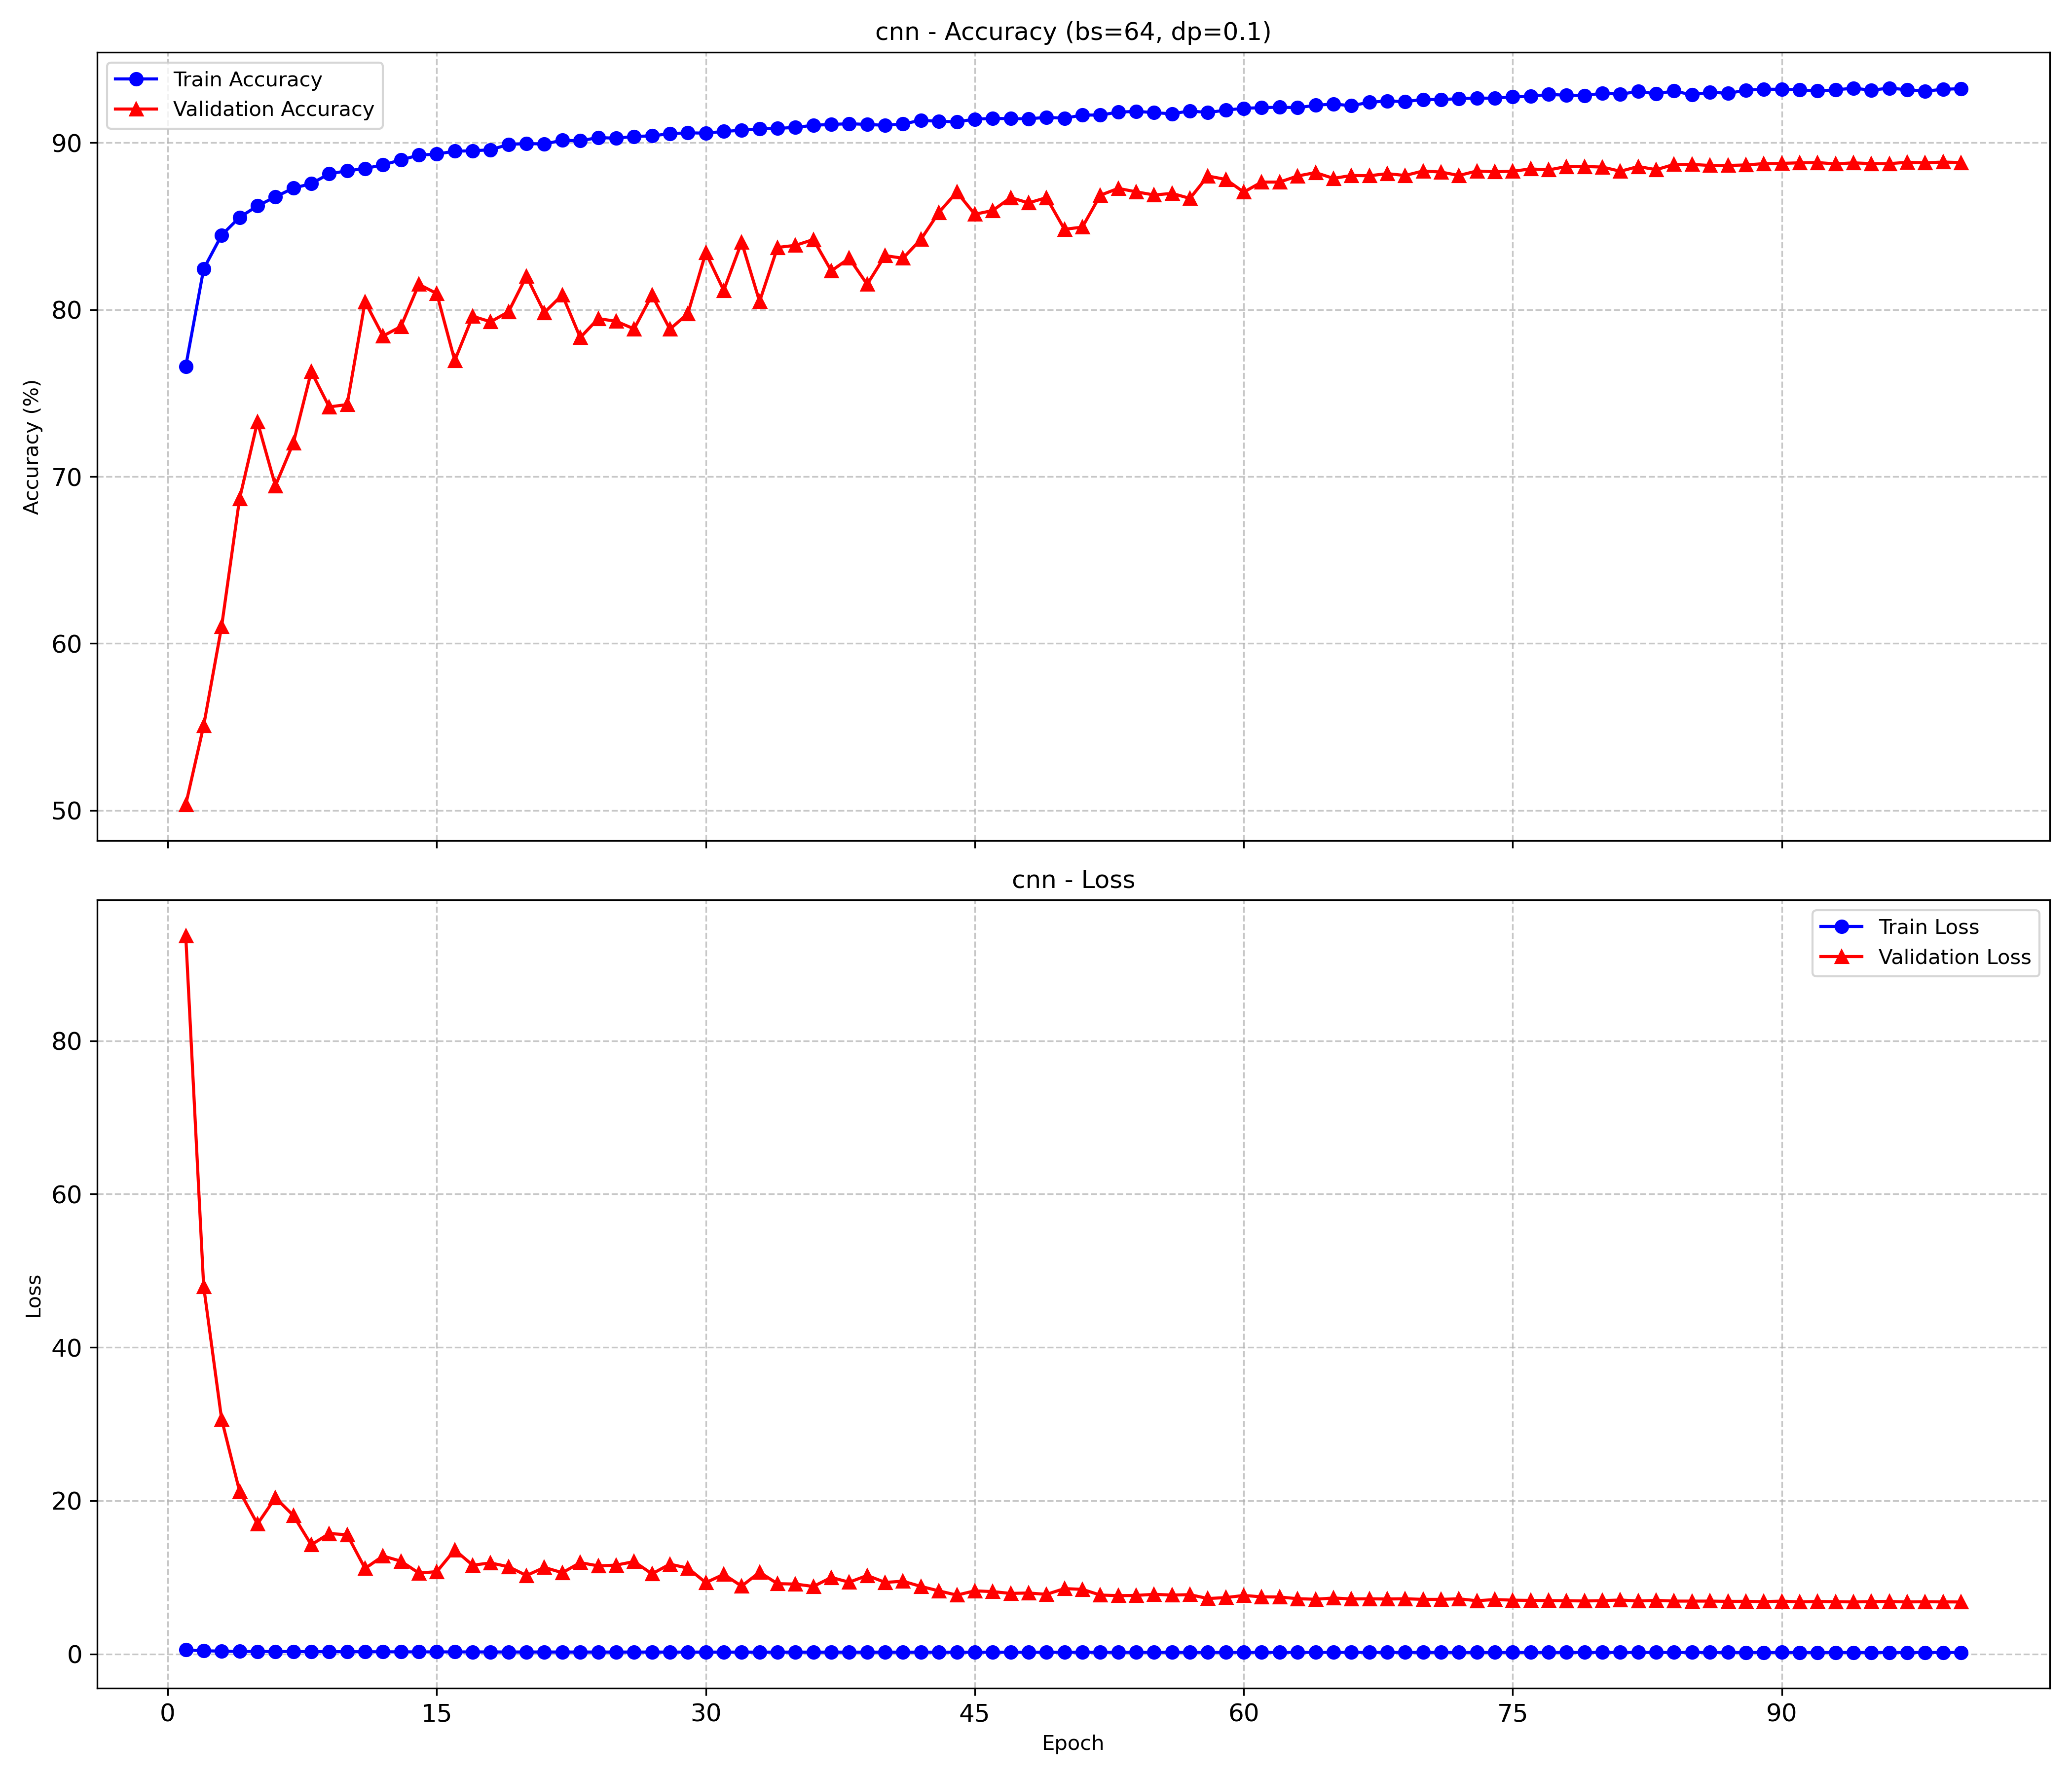 cnn - Accuracy (bs=64, dp=0.1)
Train Accuracy
Validation Accuracy
Accuracy (%)
90
80
70
60
50
cnn - Loss
Train Loss
Validation Loss
Loss
80
60
40
20
0
0 15 30 45 60 75 90
Epoch